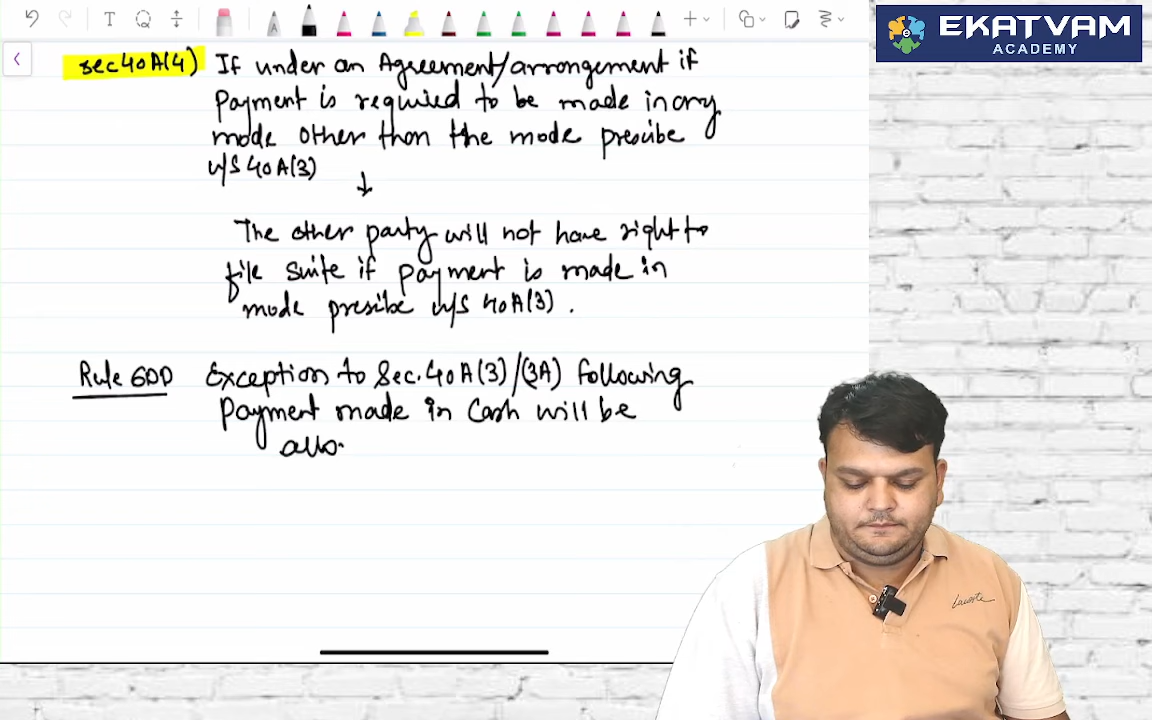 EKATVAM
ACADEMY
sec 40A(4) If under an Agreement/arrangement if
Payment is required to be made in any
mode other than the mode prescibe
u/s 40A(3)
The other party will not have right to
file suite if payment is made in
mode prescibe u/s 40A(3).
Rule 6DD Exception to Sec. 40A(3)/(3A) following
Payment made in Cash will be
allo
Lacoste